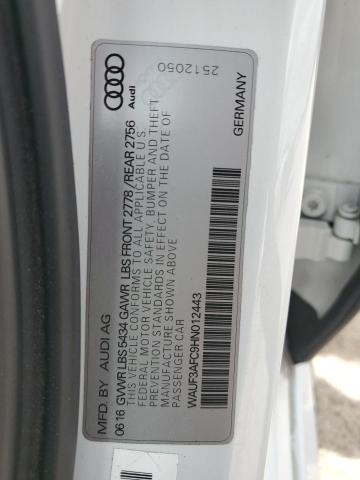 MFD. BY AUDI AG
06 16 GVWR LBS 5434 GAWR LBS FRONT 2778 / REAR 2756
THIS VEHICLE CONFORMS TO ALL APPLICABLE U.S.
FEDERAL MOTOR VEHICLE SAFETY, BUMPER AND THEFT
PREVENTION STANDARDS IN EFFECT ON THE DATE OF
MANUFACTURE SHOWN ABOVE
PASSENGER CAR
WAUF3AFC9HN012443
Audi
2512050
GERMANY